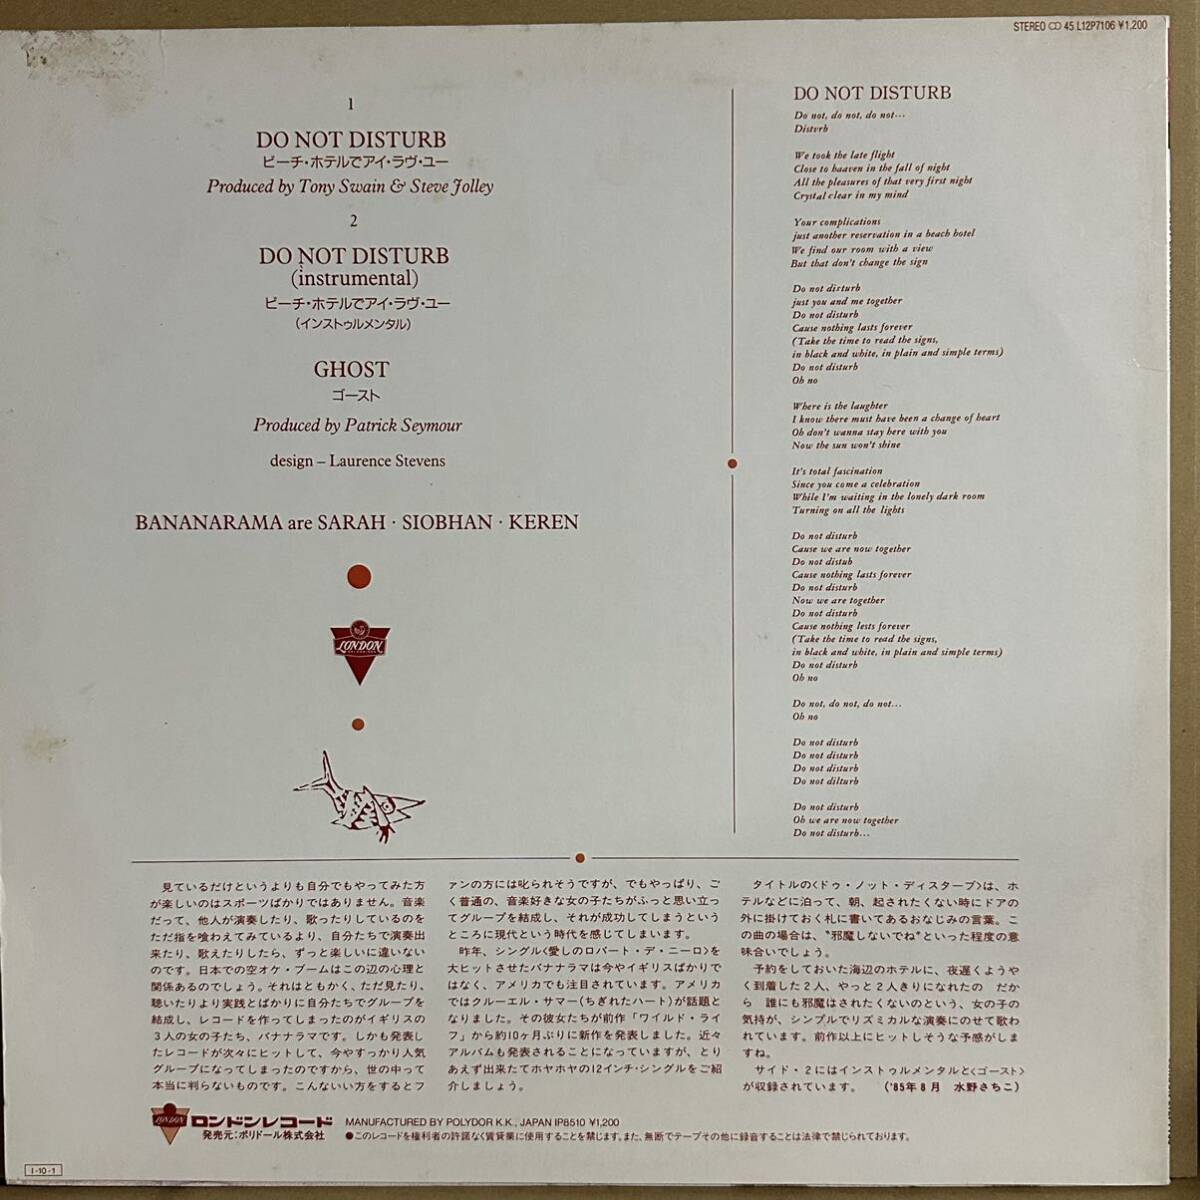 STEREO CD 45 L12P7106 ¥1,200
1
DO NOT DISTURB
ビーチ・ホテルでアイ・ラヴ・ユー
Produced by Tony Swain & Steve Jolley
2
DO NOT DISTURB
(instrumental)
ビーチ・ホテルでアイ・ラヴ・ユー
(インストゥルメンタル)
GHOST
ゴースト
Produced by Patrick Seymour
design – Laurence Stevens
BANANARAMA are SARAH · SIOBHAN · KEREN
LONDON
DO NOT DISTURB
Do not, do not, do not…
Distvrb
We took the late flight
Close to haaven in the fall of night
All the pleasures of that very first night
Crystal clear in my mind
Your complications
just another reservation in a beach hotel
We find our room with a view
But that don't change the sign
Do not disturb
just you and me together
Do not disturb
Cause nothing lasts forever
(Take the time to read the signs,
in black and white, in plain and simple terms)
Do not disturb
Oh no
Where is the laughter
I know there must have been a change of heart
Oh don't wanna stay here with you
Now the sun won't shine
It's total fascination
Since you come a celebration
While I'm waiting in the lonely dark room
Turning on all the lights
Do not disturb
Cause we are now together
Do not distub
Cause nothing lasts forever
Do not disturb
Now we are together
Do not disturb
Cause nothing lests forever
(Take the time to read the signs,
in black and white, in plain and simple terms)
Do not disturb
Oh no
Do not, do not, do not…
Oh no
Do not disturb
Do not disturb
Do not disturb
Do not dilturb
Do not disturb
Oh we are now together
Do not disturb…
見ているだけというよりも自分でもやってみた方
が楽しいのはスポーツばかりではありません。音楽
だって、他人が演奏したり、歌ったりしているのを
ただ指を喰わえてみているより、自分たちで演奏出
来たり、歌えたりしたら、ずっと楽しいに違いない
のです。日本での空オケ・ブームはこの辺の心理と
関係あるのでしょう。それはともかく、ただ見たり、
聴いたりより実践とばかりに自分たちでグループを
結成し、レコードを作ってしまったのがイギリスの
3人の女の子たち、バナナラマです。しかも発表し
たレコードが次々にヒットして、今やすっかり人気
グループになってしまったのですから、世の中って
本当に判らないものです。こんないい方をするとフ
ァンの方には叱られそうですが、でもやっぱり、ご
く普通の、音楽好きな女の子たちがふっと思い立っ
てグループを結成し、それが成功してしまうという
ところに現代という時代を感じてしまいます。
昨年、シングル〈愛しのロバート・デ・ニーロ〉を
大ヒットさせたバナナラマは今やイギリスばかりで
はなく、アメリカでも注目されています。アメリカ
ではクルーエル・サマー(ちぎれたハート)が話題と
なりました。その彼女たちが前作「ワイルド・ライ
フ」から約10ヶ月ぶりに新作を発表しました。近々
アルバムも発表されることになっていますが、とり
あえず出来たてホヤホヤの12インチ・シングルをご紹
介しましょう。
タイトルの〈ドゥ・ノット・ディスターブ〉は、ホ
テルなどに泊って、朝、起されたくない時にドアの
外に掛けておく札に書いてあるおなじみの言葉。こ
の曲の場合は、"邪魔しないでね"といった程度の意
味合いでしょう。
予約をしておいた海辺のホテルに、夜遅くようや
く到着した2人、やっと2人きりになれたの だか
ら 誰にも邪魔はされたくないのという、女の子の
気持が、シンプルでリズミカルな演奏にのせて歌わ
れています。前作以上にヒットしそうな予感がしま
すね。
サイド・2にはインストゥルメンタルと〈ゴースト〉
が収録されています。 ('85年8月 水野さちこ)
LONDON
ロンドンレコード
発売元:ポリドール株式会社
MANUFACTURED BY POLYDOR K.K., JAPAN IP8510 ¥1,200
●このレコードを権利者の許諾なく賃貸業に使用することを禁じます。また、無断でテープその他に録音することは法律で禁じられております。
I-10-1